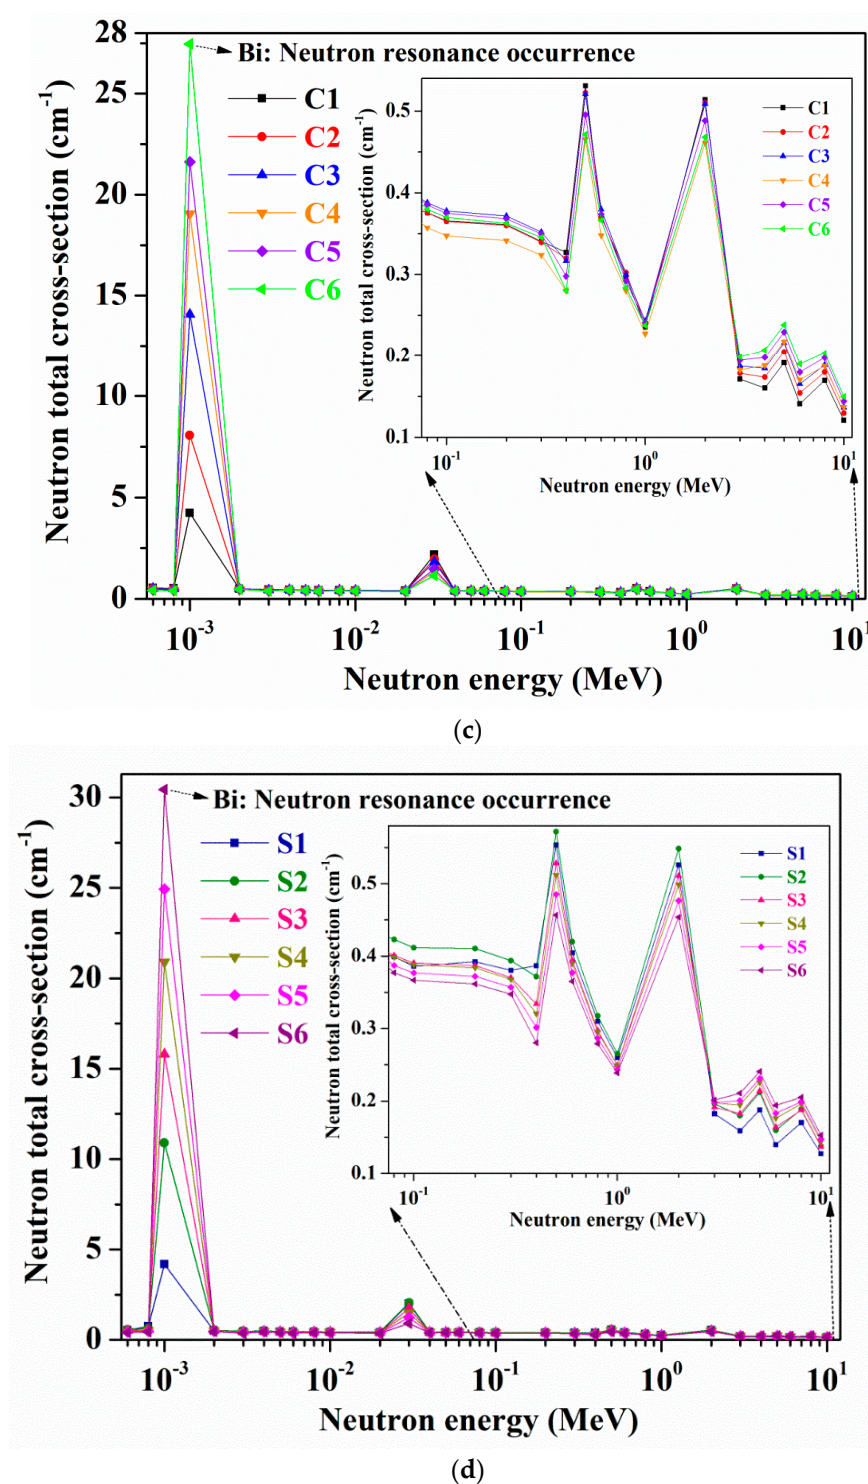 28
25
20
15
10
5
0
Neutron total cross-section (cm⁻¹)
Bi: Neutron resonance occurrence
C1
C2
C3
C4
C5
C6
0.5
0.4
0.3
0.2
0.1
Neutron total cross-section (cm⁻¹)
C1
C2
C3
C4
C5
C6
10⁻¹ 10⁰ 10¹
Neutron energy (MeV)
10⁻³ 10⁻² 10⁻¹ 10⁰ 10¹
Neutron energy (MeV)
(c)
30
25
20
15
10
5
0
Neutron total cross-section (cm⁻¹)
Bi: Neutron resonance occurrence
S1
S2
S3
S4
S5
S6
0.5
0.4
0.3
0.2
0.1
Neutron total cross-section (cm⁻¹)
S1
S2
S3
S4
S5
S6
10⁻¹ 10⁰ 10¹
Neutron energy (MeV)
10⁻³ 10⁻² 10⁻¹ 10⁰ 10¹
Neutron energy (MeV)
(d)